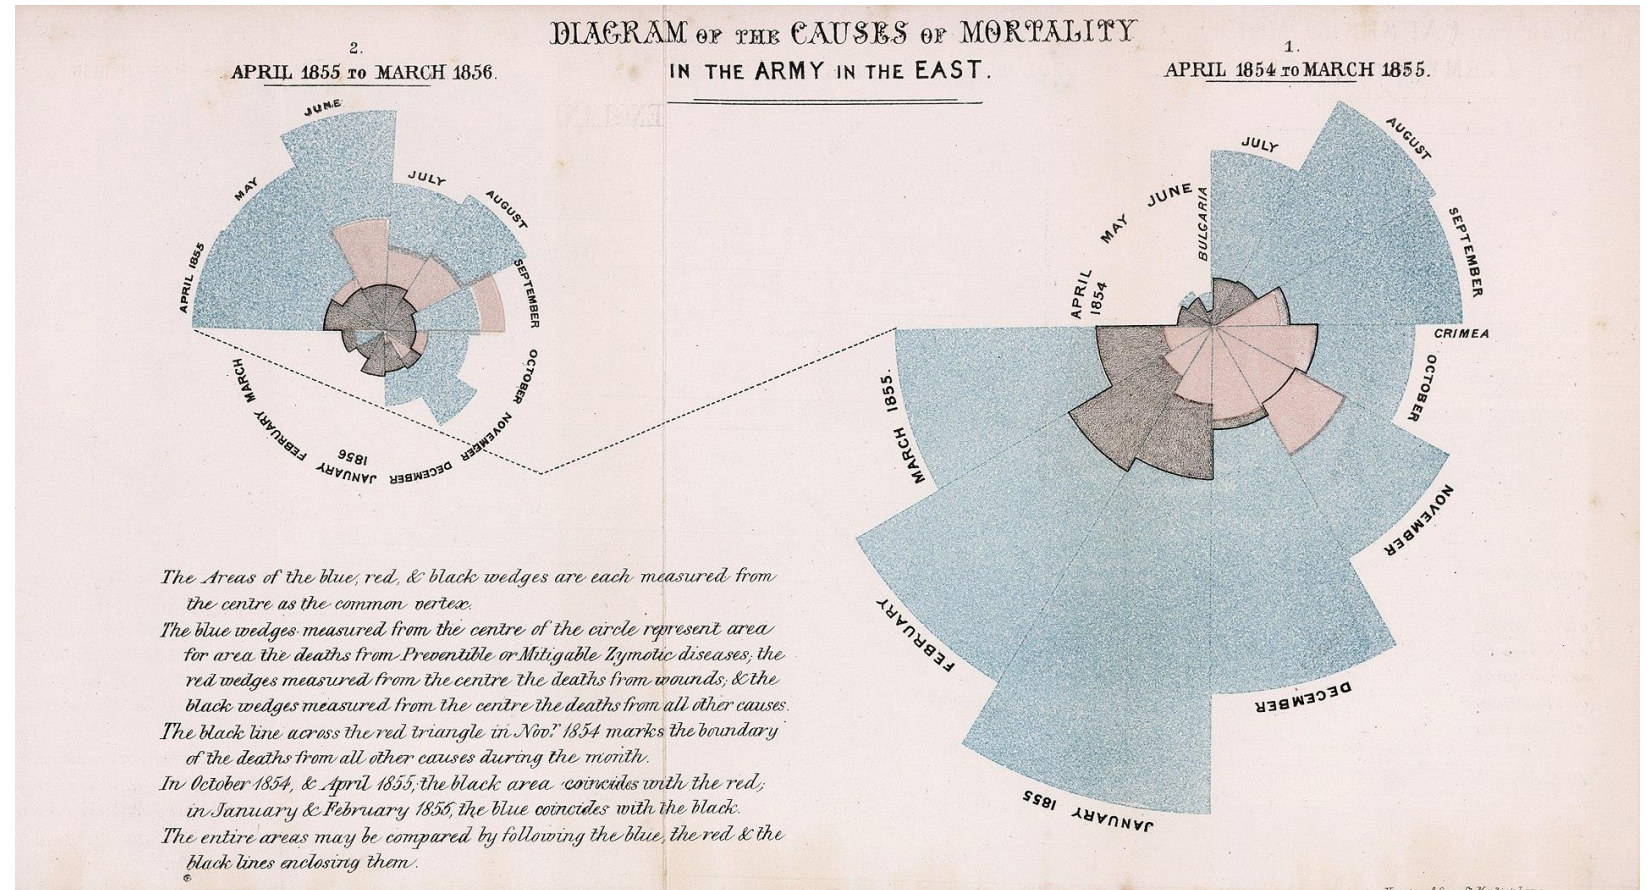 DIAGRAM OF THE CAUSES OF MORTALITY
IN THE ARMY IN THE EAST.
2.
APRIL 1855 TO MARCH 1856.
1.
APRIL 1854 TO MARCH 1855.
JUNE
JULY
MAY
AUGUST
APRIL 1855
SEPTEMBER
OCTOBER
NOVEMBER
DECEMBER
JANUARY
1856
FEBRUARY
MARCH
JULY
AUGUST
JUNE
BULGARIA
MAY
SEPTEMBER
APRIL
1854
CRIMEA
OCTOBER
NOVEMBER
DECEMBER
JANUARY 1855
FEBRUARY
MARCH 1855.
The Areas of the blue, red, & black wedges are each measured from
the centre as the common vertex.
The blue wedges measured from the centre of the circle represent area
for area the deaths from Preventible or Mitigable Zymotic diseases; the
red wedges measured from the centre the deaths from wounds; & the
black wedges measured from the centre the deaths from all other causes.
The black line across the red triangle in Novr. 1854 marks the boundary
of the deaths from all other causes during the month.
In October 1854, & April 1855; the black area coincides with the red;
in January & February 1856, the blue coincides with the black.
The entire areas may be compared by following the blue, the red & the
black lines enclosing them.